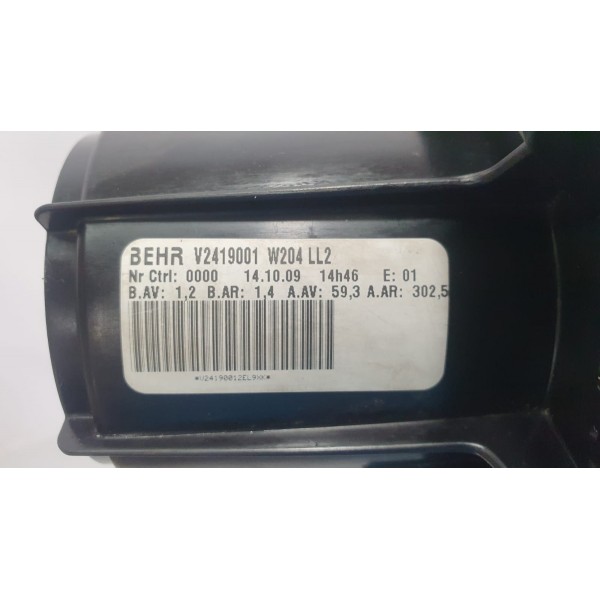 BEHR V2419001 W204 LL2
Nr Ctrl: 0000 14.10.09 14h46 E: 01
B.AV: 1,2 B.AR: 1,4 A.AV: 59,3 A.AR: 302,5
*V24190012EL9WK*